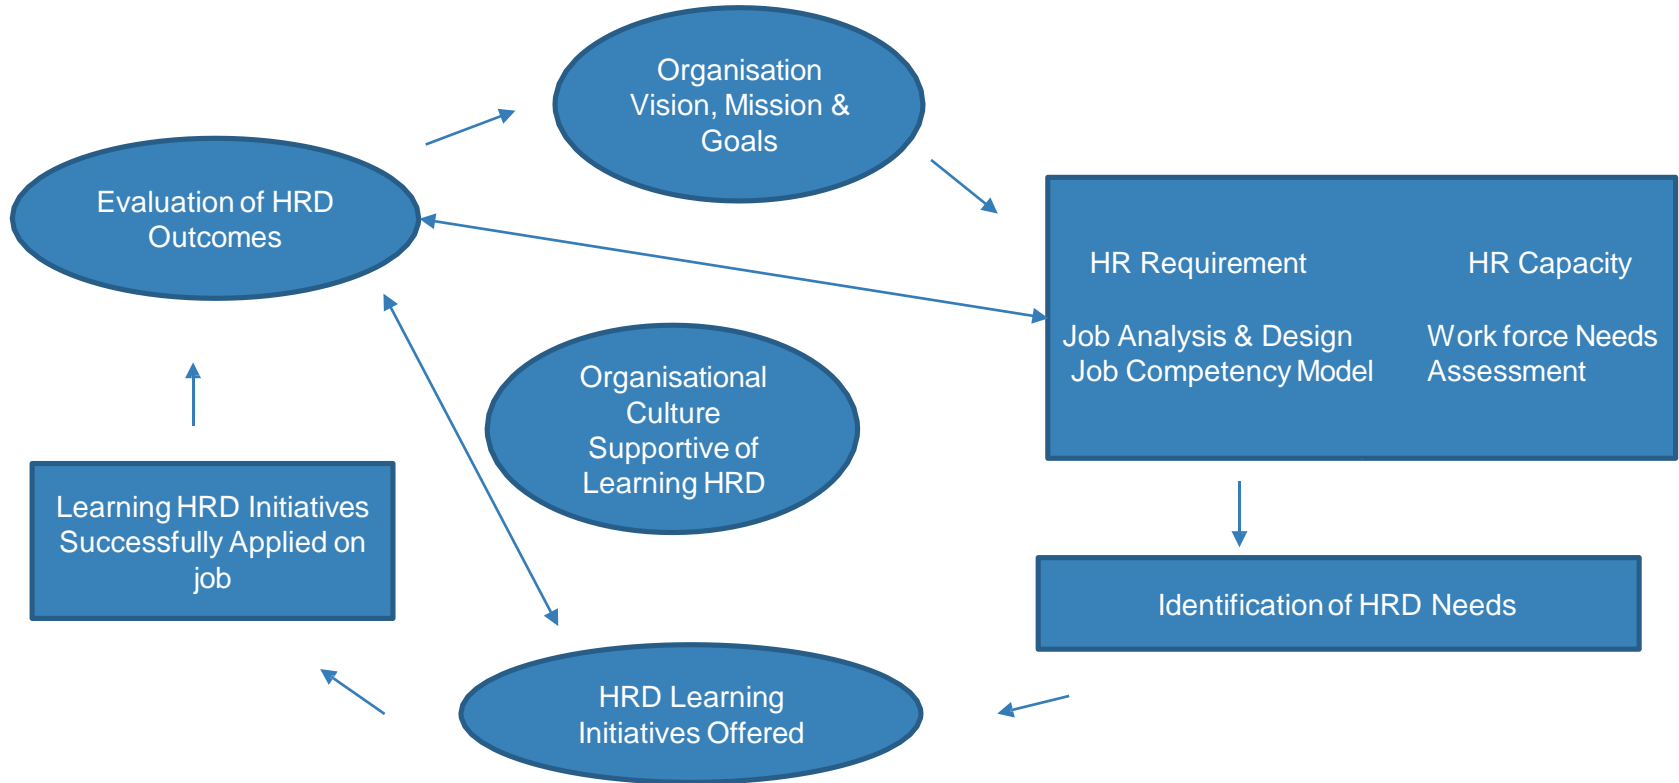 Organisation
Vision, Mission &
Goals
Evaluation of HRD
Outcomes
HR Requirement
HR Capacity
Job Analysis & Design
Job Competency Model
Work force Needs
Assessment
Organisational
Culture
Supportive of
Learning HRD
Learning HRD Initiatives
Successfully Applied on
job
Identification of HRD Needs
HRD Learning
Initiatives Offered